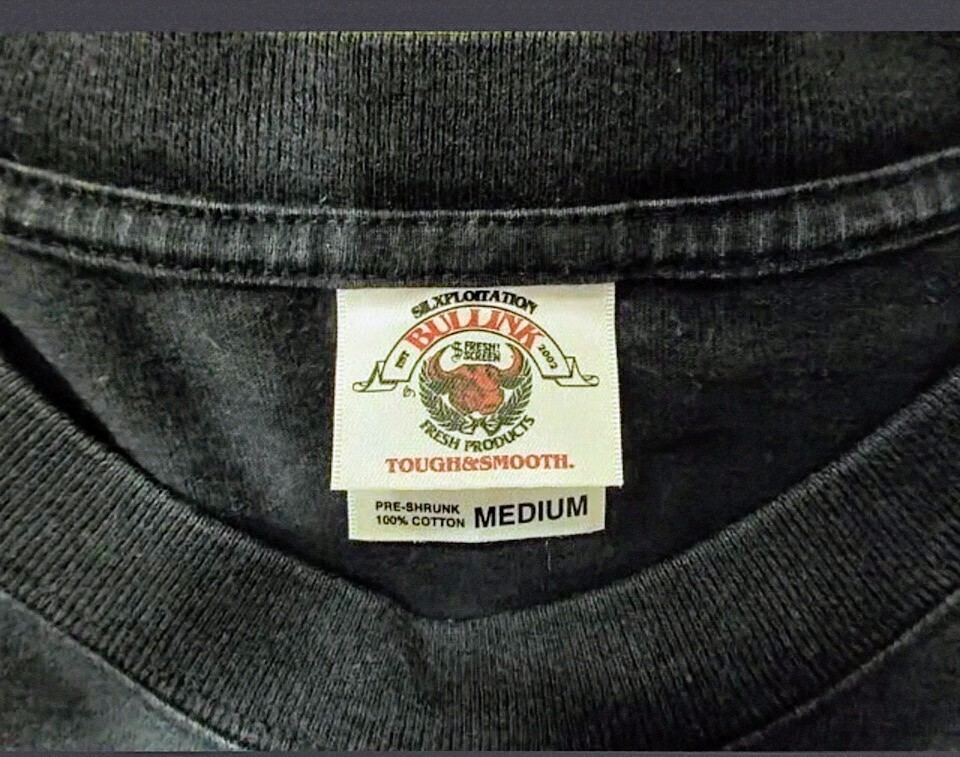 SILXPLOITATION
BULLINK
EST 2002
$ FRESH!
SCREEN
FRESH PRODUCTS
TOUGH&SMOOTH.
PRE-SHRUNK
100% COTTON
MEDIUM